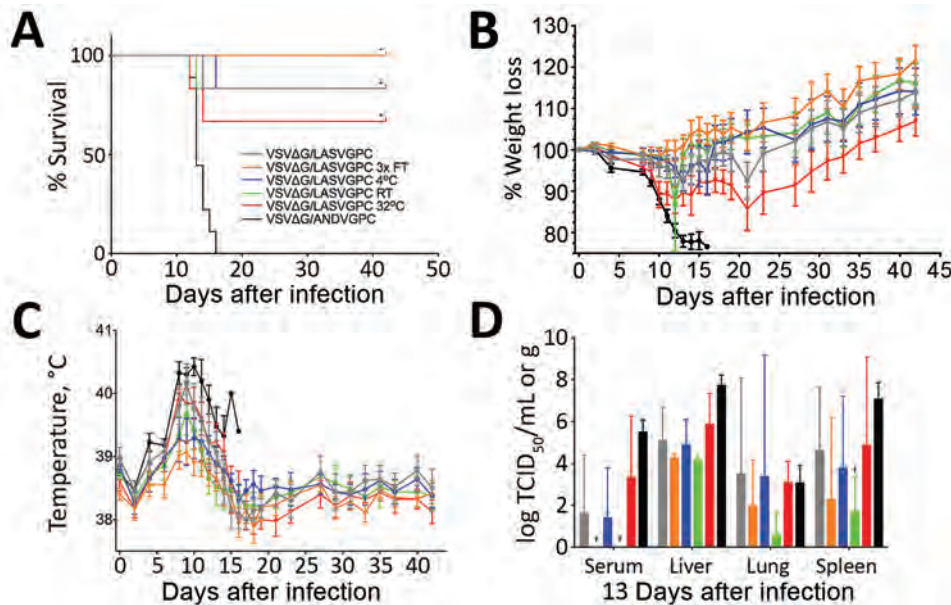 A
% Survival
100
50
0
VSVΔG/LASVGPC
VSVΔG/LASVGPC 3x FT
VSVΔG/LASVGPC 4ºC
VSVΔG/LASVGPC RT
VSVΔG/LASVGPC 32ºC
VSVΔG/ANDVGPC
0 10 20 30 40 50
Days after infection
B
% Weight loss
120
110
100
90
80
0 5 10 15 20 25 30 35 40 45
Days after infection
C
Temperature, °C
41
40
39
38
0 5 10 15 20 25 30 35 40
Days after infection
D
log TCID50/mL or g
10
8
6
4
2
0
Serum Liver Lung Spleen
13 Days after infection